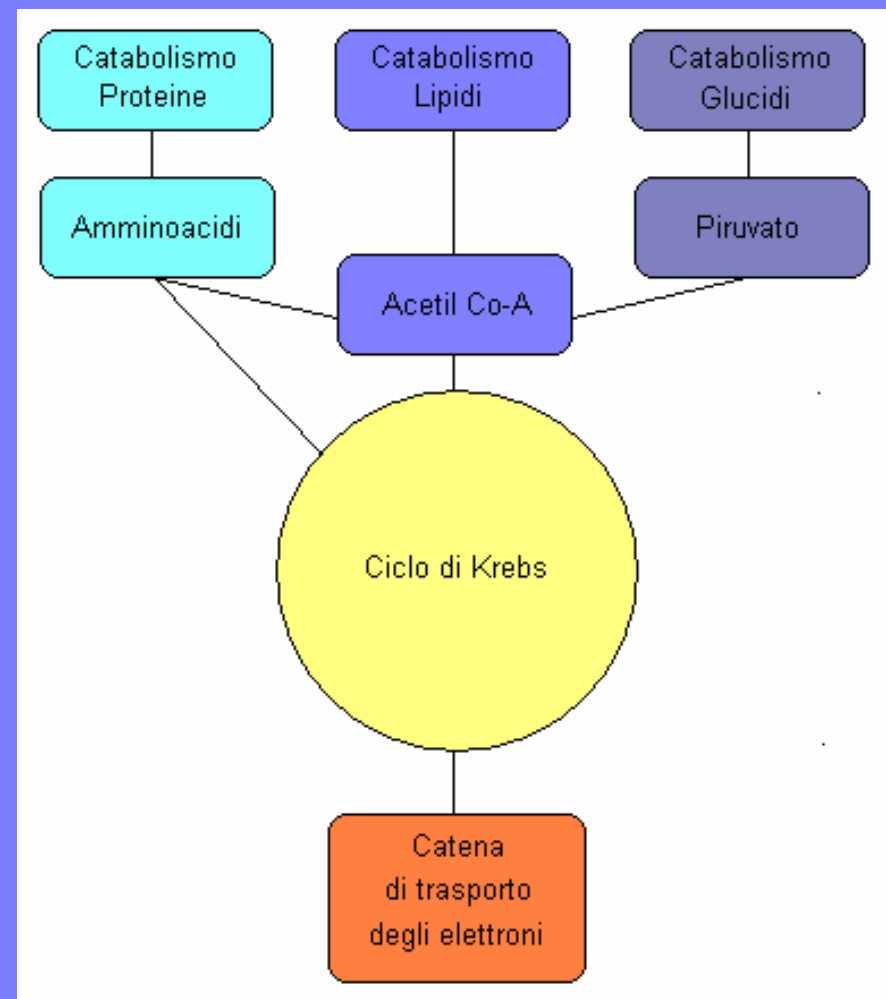 Catabolismo
Proteine
Catabolismo
Lipidi
Catabolismo
Glucidi
Amminoacidi
Piruvato
Acetil Co-A
Ciclo di Krebs
Catena
di trasporto
degli elettroni